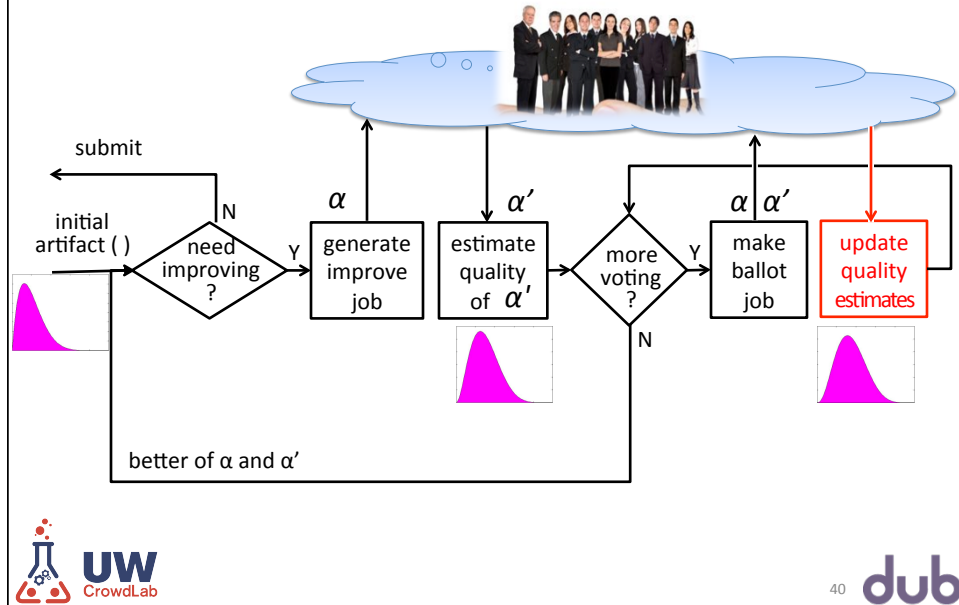 submit
initial
artifact ( )
N
need
improving
?
Y
α
generate
improve
job
α’
estimate
quality
of α'
more
voting
?
Y
N
α α’
make
ballot
job
update
quality
estimates
better of α and α’
UW
CrowdLab
40
dub